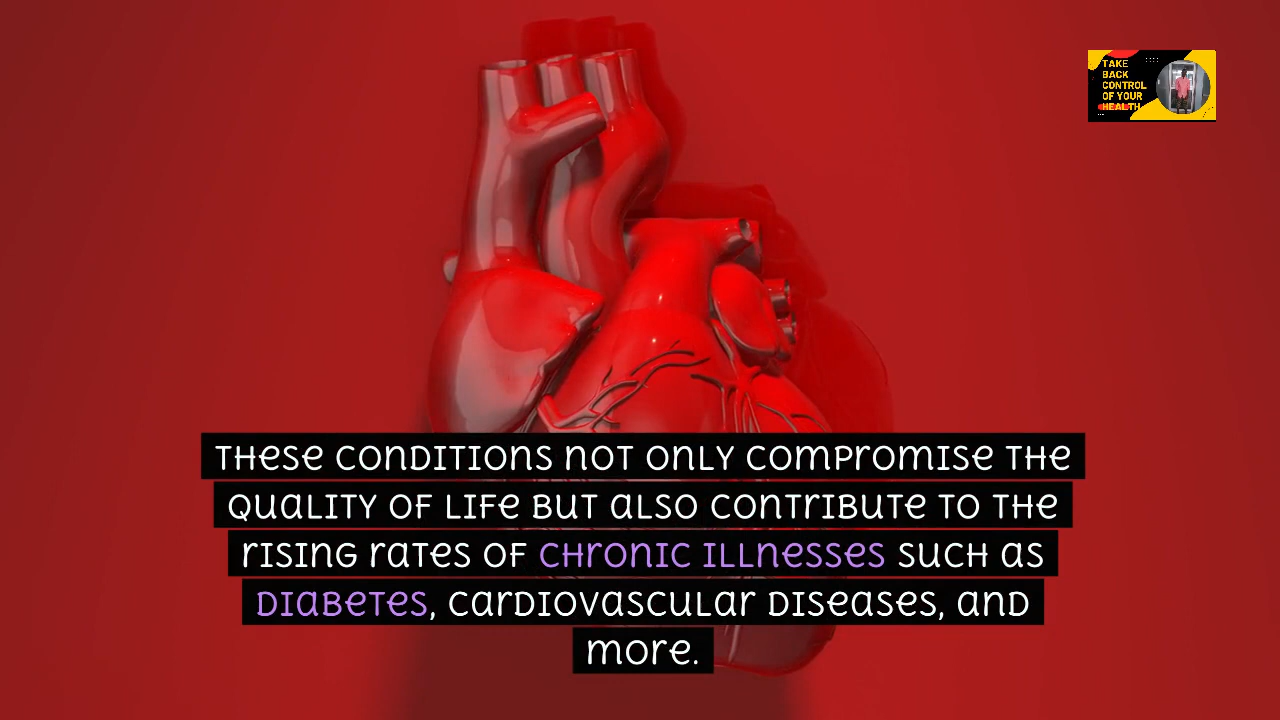 TAKE
BACK
CONTROL
OF YOUR
HEALTH
THESE CONDITIONS NOT ONLY COMPROMISE THE
QUALITY OF LIFE BUT ALSO CONTRIBUTE TO THE
RISING RATES OF CHRONIC ILLNESSES SUCH AS
DIABETES, CARDIOVASCULAR DISEASES, AND
MORE.